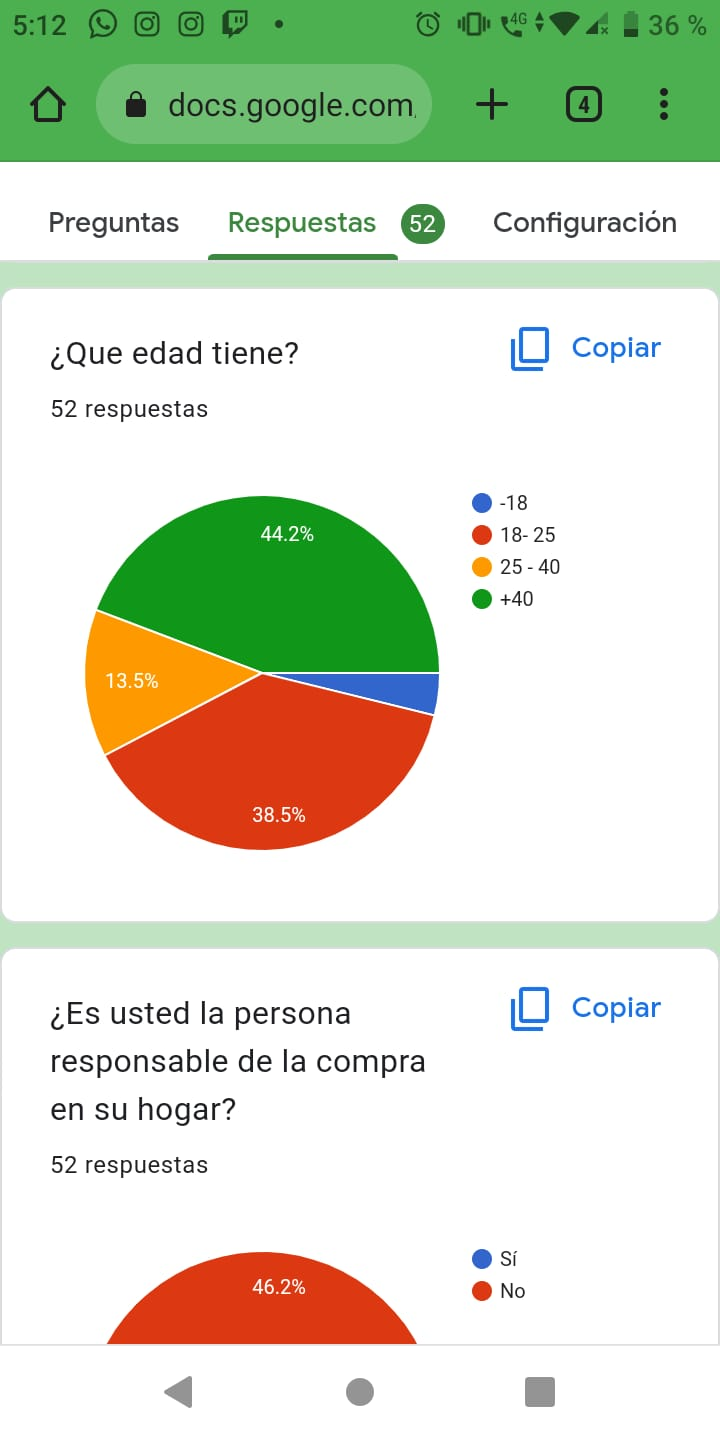 5:12 4G 36 %
docs.google.com 4
Preguntas Respuestas 52 Configuración
¿Que edad tiene? Copiar
52 respuestas
-18
18- 25
25 - 40
+40
44.2%
13.5%
38.5%
¿Es usted la persona Copiar
responsable de la compra
en su hogar?
52 respuestas
Sí
No
46.2%